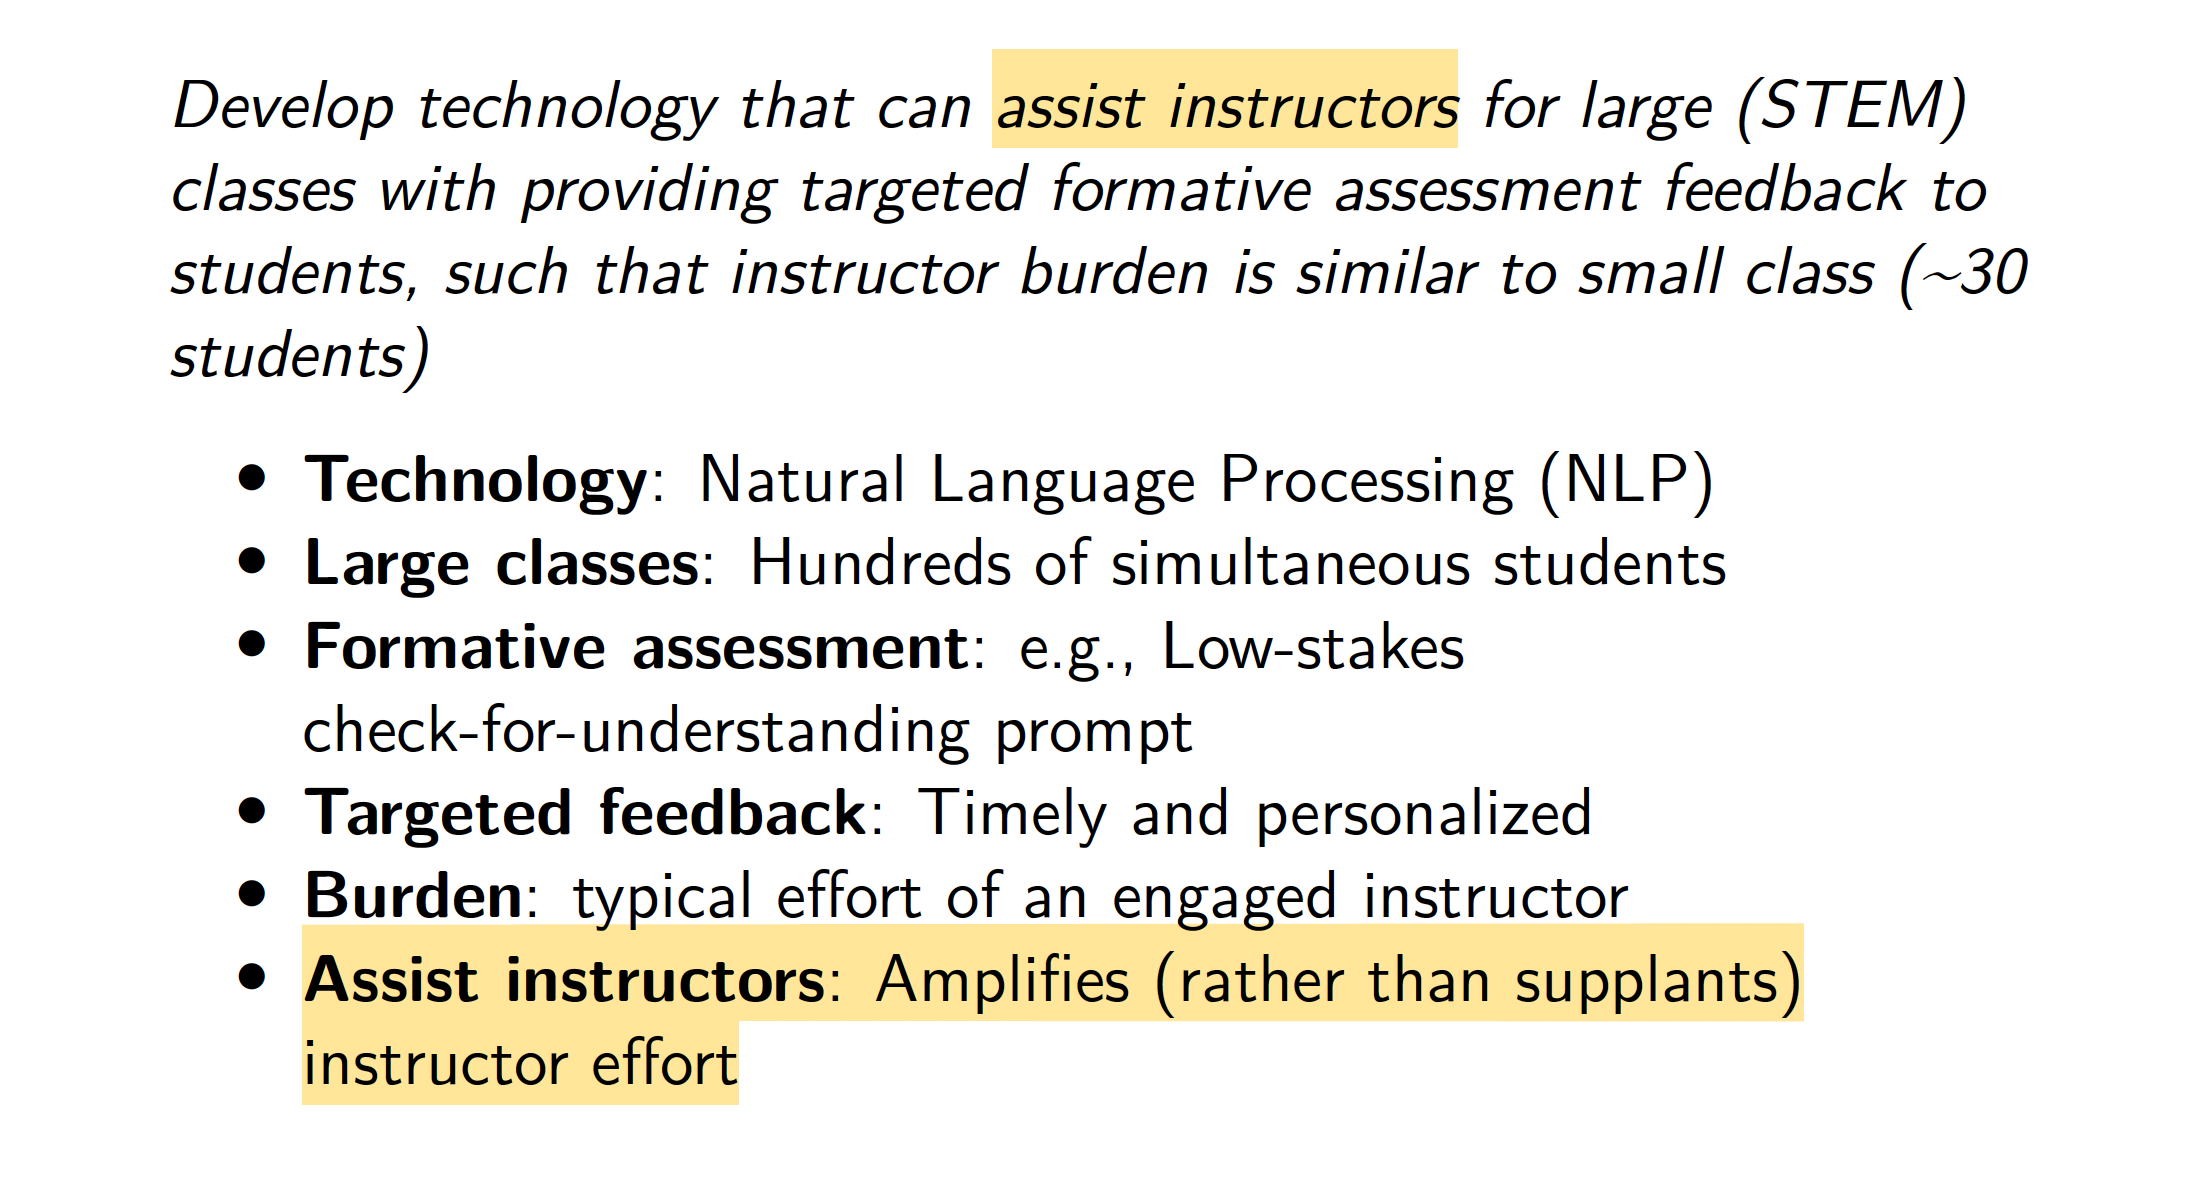 Develop technology that can assist instructors for large (STEM)
classes with providing targeted formative assessment feedback to
students, such that instructor burden is similar to small class (~30
students)
• Technology: Natural Language Processing (NLP)
• Large classes: Hundreds of simultaneous students
• Formative assessment: e.g., Low-stakes
check-for-understanding prompt
• Targeted feedback: Timely and personalized
• Burden: typical effort of an engaged instructor
• Assist instructors: Amplifies (rather than supplants)
instructor effort